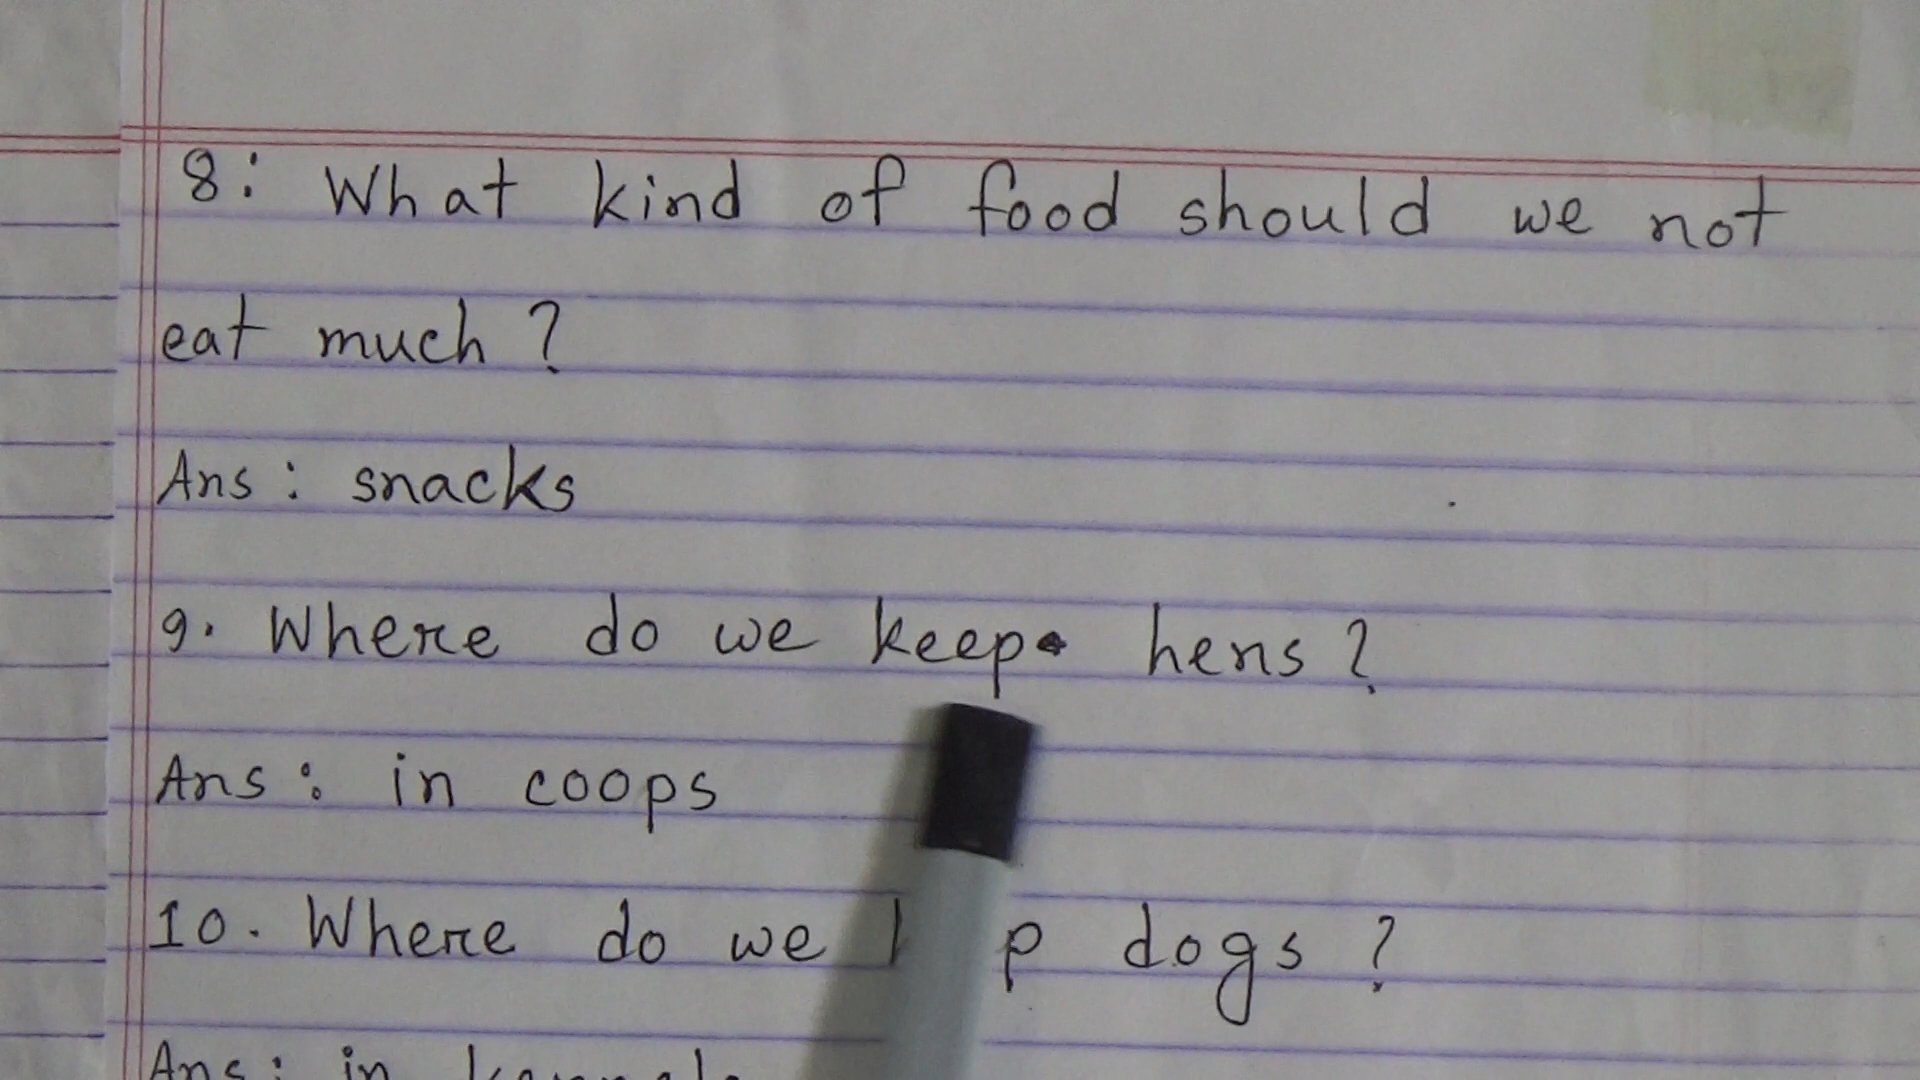 8: What kind of food should we not
eat much ?
Ans : snacks
9. Where do we keep hens ?
Ans : in coops
10. Where do we dogs ?
Ans : in